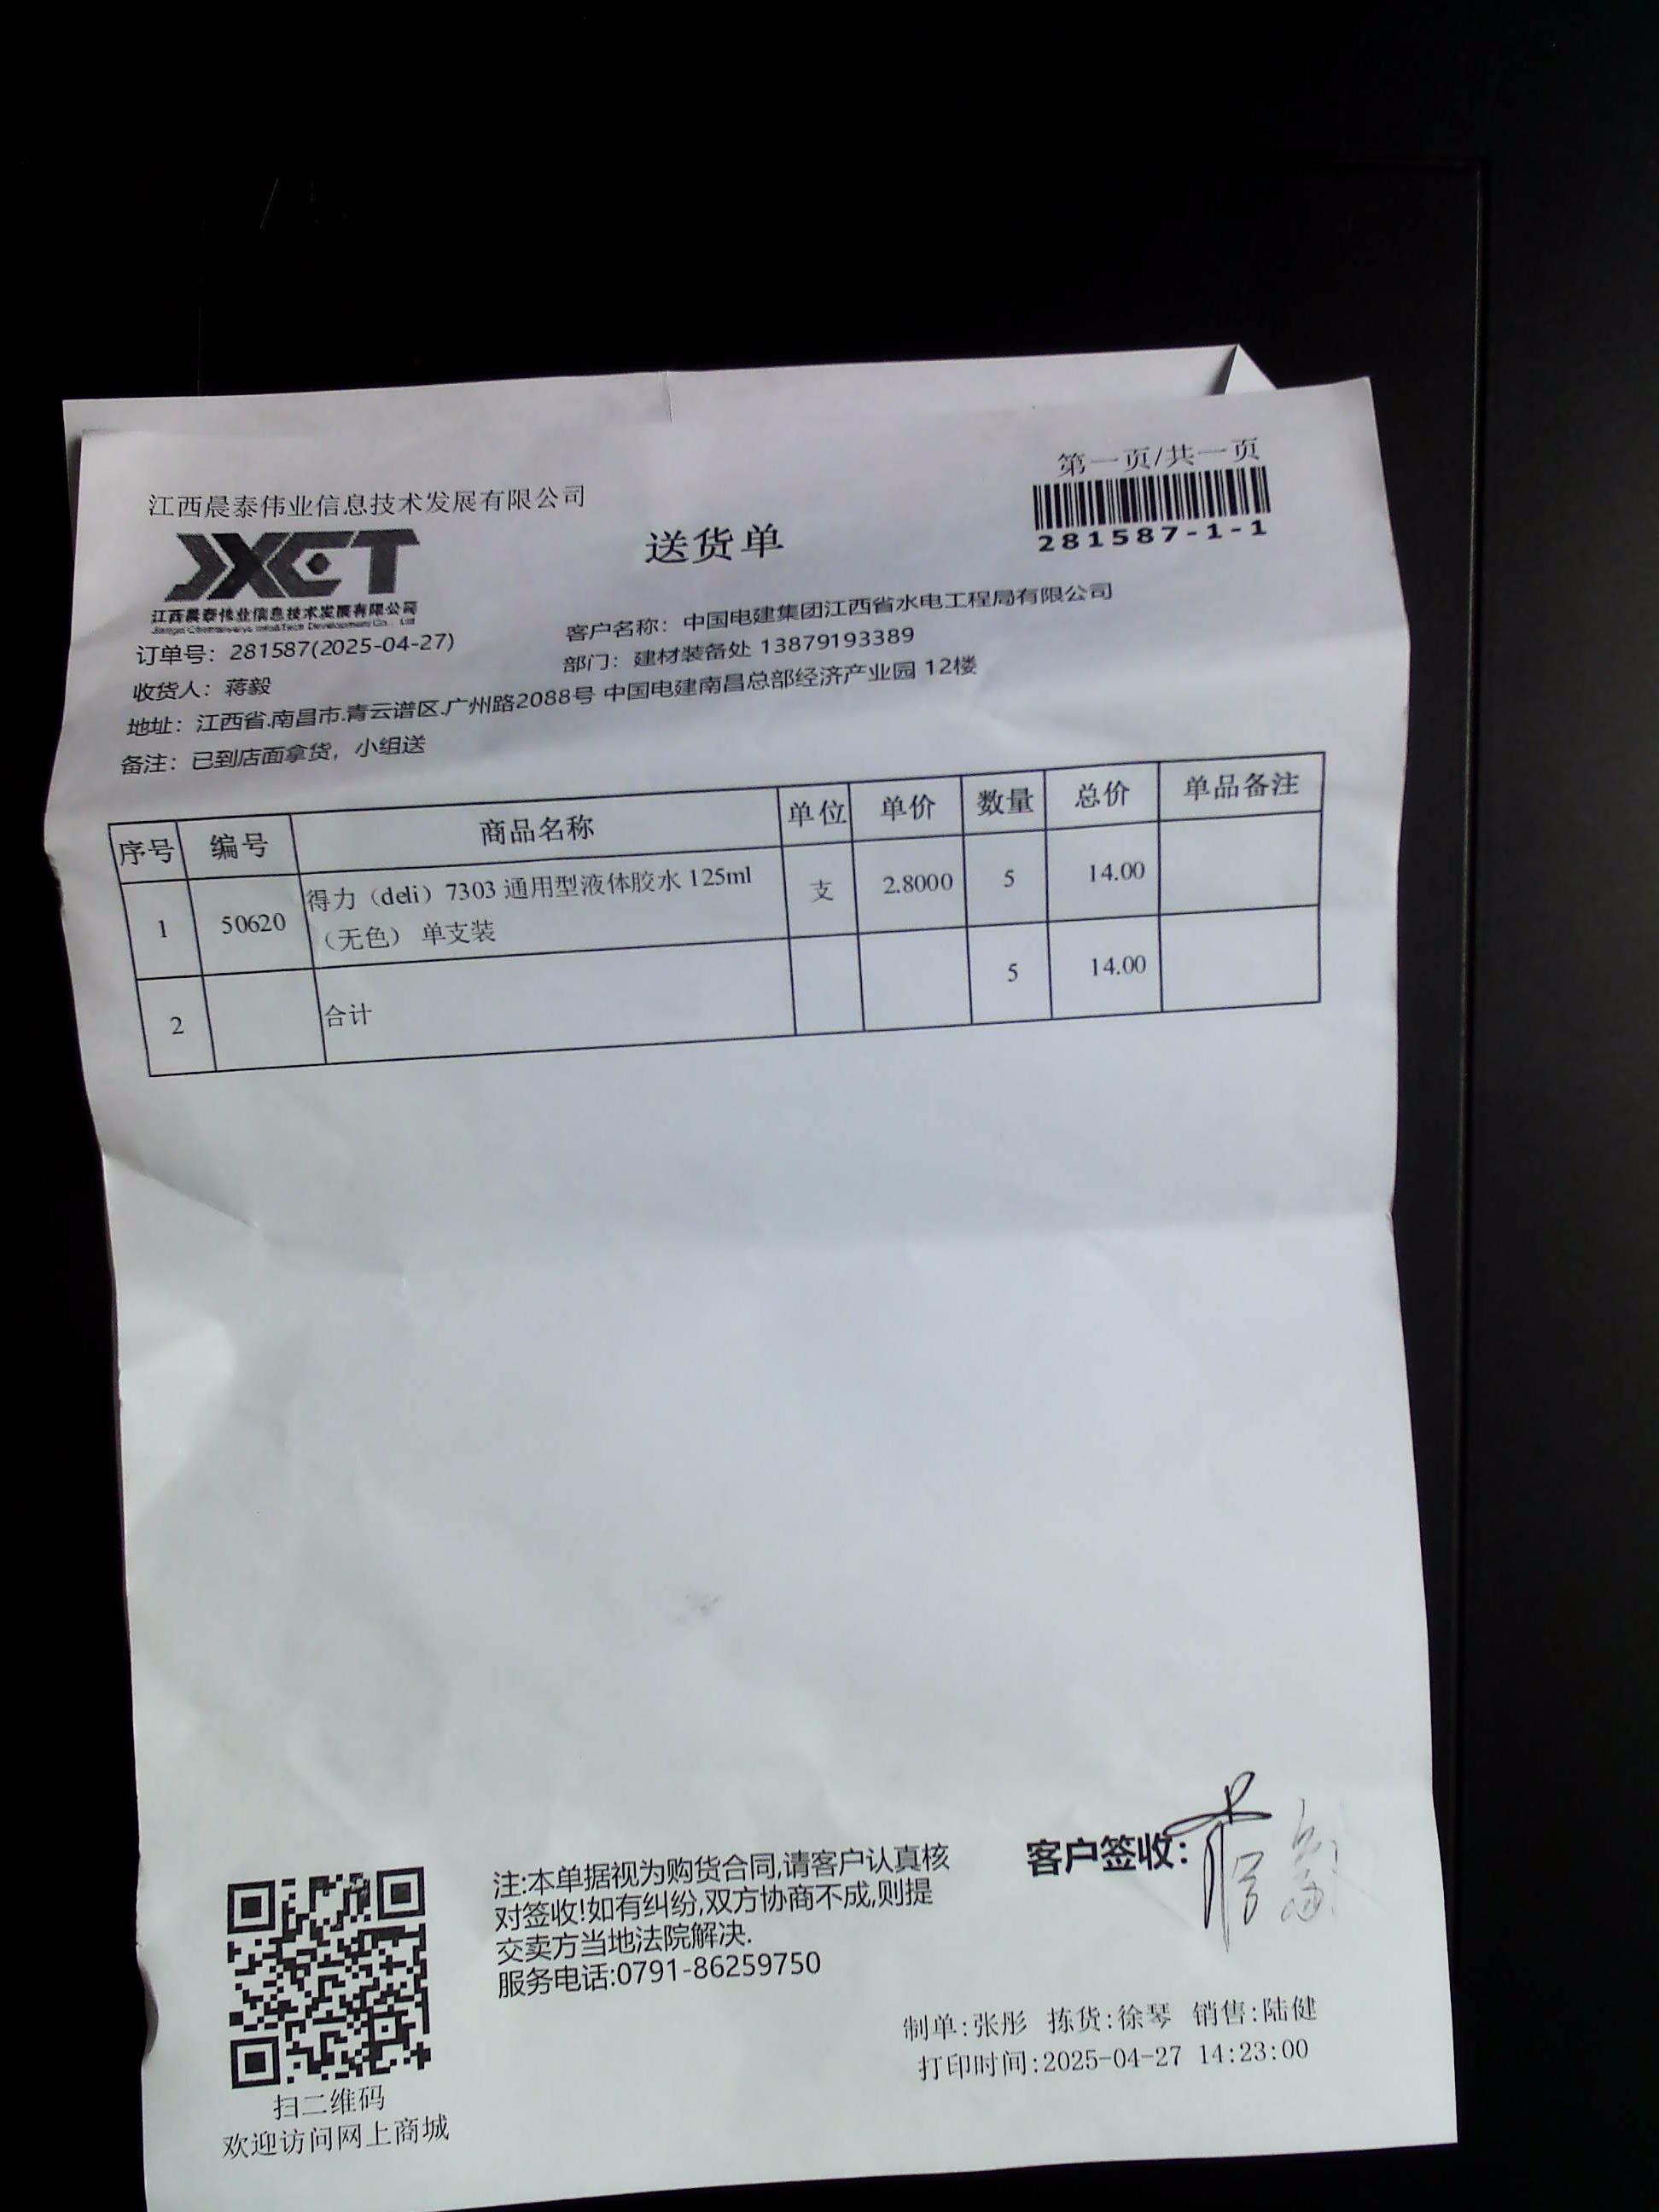 第一页/共一页
江西晨泰伟业信息技术发展有限公司
281587-1-1
送货单
JXCT
江西晨泰伟业信息技术发展有限公司
客户名称：中国电建集团江西省水电工程局有限公司
订单号：281587(2025-04-27)
部门：建材装备处 13879193389
收货人：蒋毅
地址：江西省.南昌市.青云谱区.广州路2088号 中国电建南昌总部经济产业园 12楼
备注：已到店面拿货，小组送
序号 编号 商品名称 单位 单价 数量 总价 单品备注
1 50620 得力（deli）7303 通用型液体胶水 125ml 支 2.8000 5 14.00
（无色） 单支装
2 合计 5 14.00
客户签收：
注:本单据视为购货合同,请客户认真核
对签收!如有纠纷,双方协商不成,则提
交卖方当地法院解决.
服务电话:0791-86259750
制单:张彤 拣货:徐琴 销售:陆健
打印时间:2025-04-27 14:23:00
扫二维码
欢迎访问网上商城